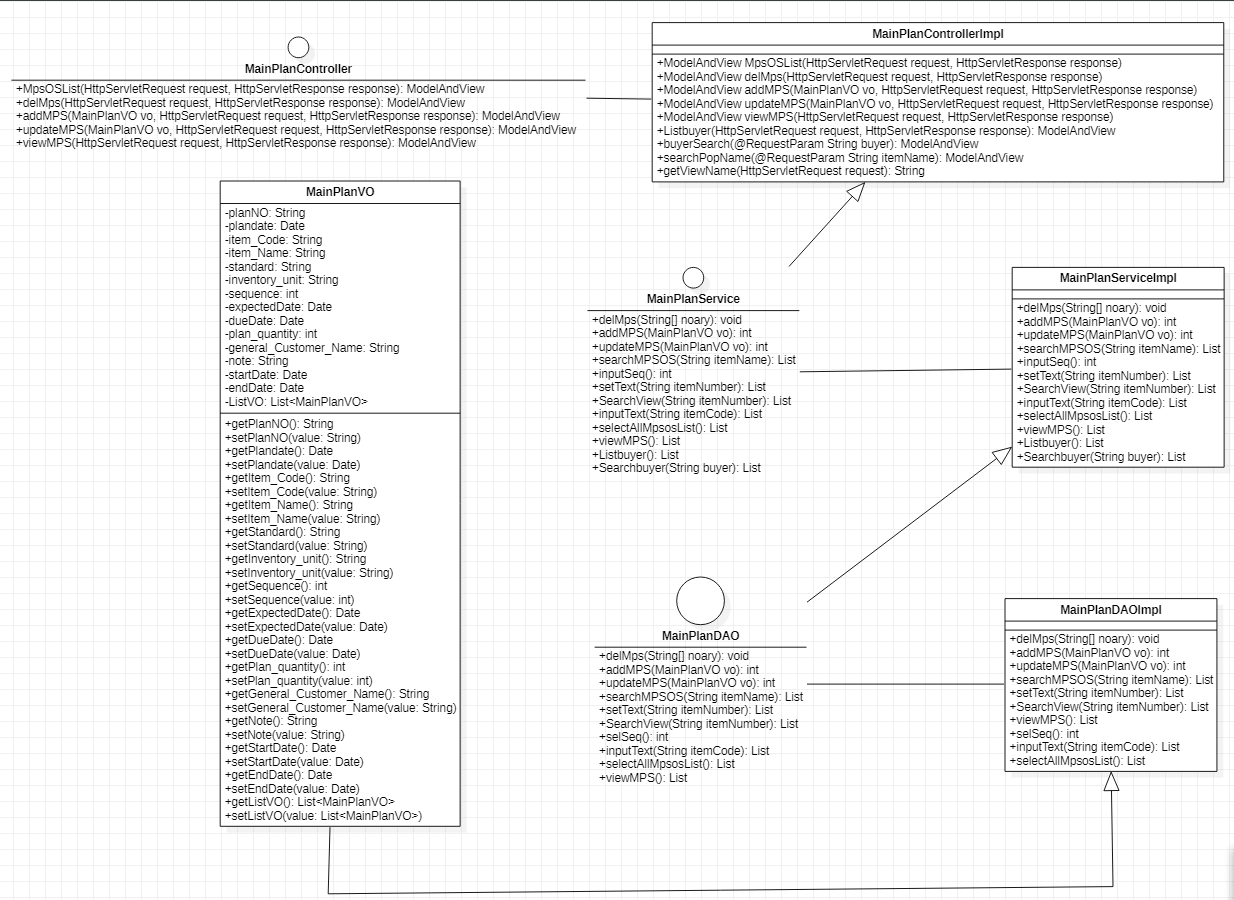 MainPlanController
+MpsOSList(HttpServletRequest request, HttpServletResponse response): ModelAndView
+delMps(HttpServletRequest request, HttpServletResponse response): ModelAndView
+addMPS(MainPlanVO vo, HttpServletRequest request, HttpServletResponse response): ModelAndView
+updateMPS(MainPlanVO vo, HttpServletRequest request, HttpServletResponse response): ModelAndView
+viewMPS(HttpServletRequest request, HttpServletResponse response): ModelAndView
MainPlanControllerImpl
+ModelAndView MpsOSList(HttpServletRequest request, HttpServletResponse response)
+ModelAndView delMps(HttpServletRequest request, HttpServletResponse response)
+ModelAndView addMPS(MainPlanVO vo, HttpServletRequest request, HttpServletResponse response)
+ModelAndView updateMPS(MainPlanVO vo, HttpServletRequest request, HttpServletResponse response)
+ModelAndView viewMPS(HttpServletRequest request, HttpServletResponse response)
+Listbuyer(HttpServletRequest request, HttpServletResponse response): ModelAndView
+buyerSearch(@RequestParam String buyer): ModelAndView
+searchPopName(@RequestParam String itemName): ModelAndView
+getViewName(HttpServletRequest request): String
MainPlanVO
-planNO: String
-plandate: Date
-item_Code: String
-item_Name: String
-standard: String
-inventory_unit: String
-sequence: int
-expectedDate: Date
-dueDate: Date
-plan_quantity: int
-general_Customer_Name: String
-note: String
-startDate: Date
-endDate: Date
-ListVO: List<MainPlanVO>
+getPlanNO(): String
+setPlanNO(value: String)
+getPlandate(): Date
+setPlandate(value: Date)
+getItem_Code(): String
+setItem_Code(value: String)
+getItem_Name(): String
+setItem_Name(value: String)
+getStandard(): String
+setStandard(value: String)
+getInventory_unit(): String
+setInventory_unit(value: String)
+getSequence(): int
+setSequence(value: int)
+getExpectedDate(): Date
+setExpectedDate(value: Date)
+getDueDate(): Date
+setDueDate(value: Date)
+getPlan_quantity(): int
+setPlan_quantity(value: int)
+getGeneral_Customer_Name(): String
+setGeneral_Customer_Name(value: String)
+getNote(): String
+setNote(value: String)
+getStartDate(): Date
+setStartDate(value: Date)
+getEndDate(): Date
+setEndDate(value: Date)
+getListVO(): List<MainPlanVO>
+setListVO(value: List<MainPlanVO>)
MainPlanService
+delMps(String[] noary): void
+addMPS(MainPlanVO vo): int
+updateMPS(MainPlanVO vo): int
+searchMPSOS(String itemName): List
+inputSeq(): int
+setText(String itemNumber): List
+SearchView(String itemNumber): List
+inputText(String itemCode): List
+selectAllMpsosList(): List
+viewMPS(): List
+Listbuyer(): List
+Searchbuyer(String buyer): List
MainPlanServiceImpl
+delMps(String[] noary): void
+addMPS(MainPlanVO vo): int
+updateMPS(MainPlanVO vo): int
+searchMPSOS(String itemName): List
+inputSeq(): int
+setText(String itemNumber): List
+SearchView(String itemNumber): List
+inputText(String itemCode): List
+selectAllMpsosList(): List
+viewMPS(): List
+Listbuyer(): List
+Searchbuyer(String buyer): List
MainPlanDAO
+delMps(String[] noary): void
+addMPS(MainPlanVO vo): int
+updateMPS(MainPlanVO vo): int
+searchMPSOS(String itemName): List
+setText(String itemNumber): List
+SearchView(String itemNumber): List
+selSeq(): int
+inputText(String itemCode): List
+selectAllMpsosList(): List
+viewMPS(): List
MainPlanDAOImpl
+delMps(String[] noary): void
+addMPS(MainPlanVO vo): int
+updateMPS(MainPlanVO vo): int
+searchMPSOS(String itemName): List
+setText(String itemNumber): List
+SearchView(String itemNumber): List
+viewMPS(): List
+selSeq(): int
+inputText(String itemCode): List
+selectAllMpsosList(): List